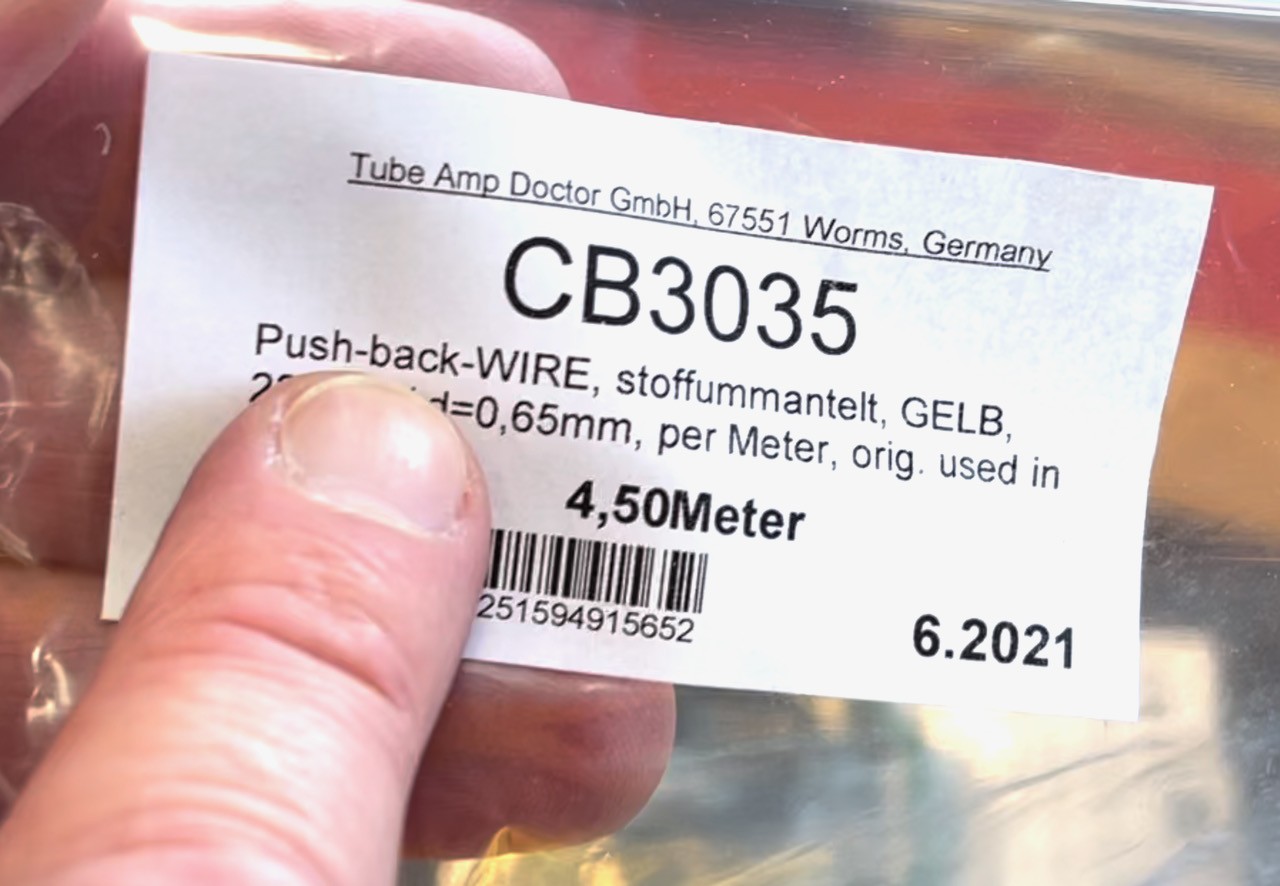 Tube Amp Doctor GmbH, 67551 Worms, Germany
CB3035
Push-back-WIRE, stoffummantelt, GELB,
d=0,65mm, per Meter, orig. used in
4,50Meter
251594915652
6.2021